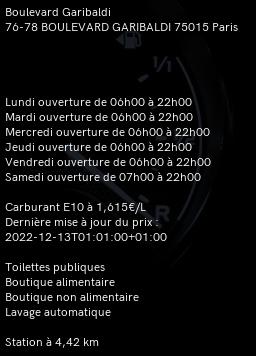 Boulevard Garibaldi
76-78 BOULEVARD GARIBALDI 75015 Paris
1/1
Lundi ouverture de 06h00 à 22h00
Mardi ouverture de 06h00 à 22h00
Mercredi ouverture de 06h00 à 22h00
Jeudi ouverture de 06h00 à 22h00
Vendredi ouverture de 06h00 à 22h00
Samedi ouverture de 07h00 à 22h00
Carburant E10 à 1,615€/L
Dernière mise à jour du prix :
2022-12-13T01:01:00+01:00
R
Toilettes publiques
Boutique alimentaire
Boutique non alimentaire
Lavage automatique
Station à 4,42 km